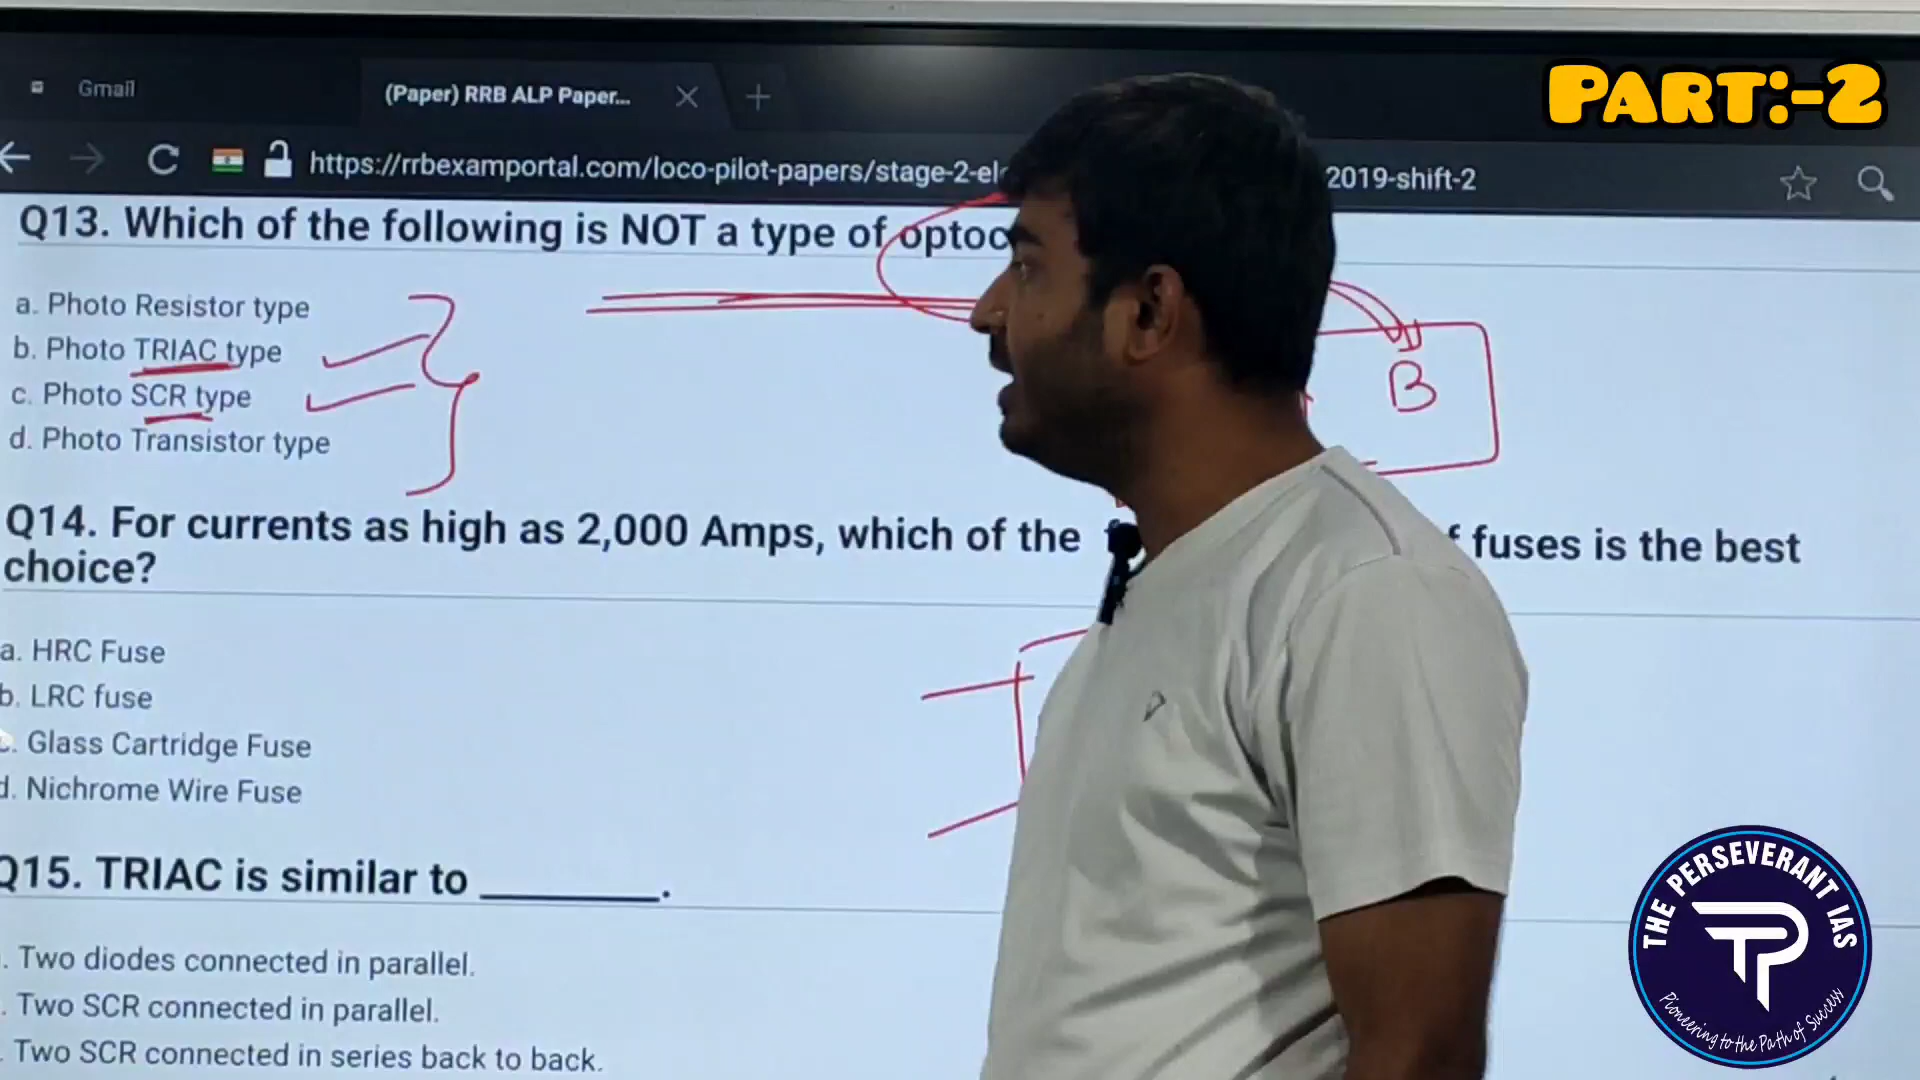 PART:-2
Gmail
(Paper) RRB ALP Paper...
https://rrbexamportal.com/loco-pilot-papers/stage-2-el 2019-shift-2
Q13. Which of the following is NOT a type of optoc
a. Photo Resistor type
b. Photo TRIAC type
c. Photo SCR type
d. Photo Transistor type
B
Q14. For currents as high as 2,000 Amps, which of the fuses is the best
choice?
a. HRC Fuse
b. LRC fuse
c. Glass Cartridge Fuse
d. Nichrome Wire Fuse
Q15. TRIAC is similar to ________.
. Two diodes connected in parallel.
. Two SCR connected in parallel.
. Two SCR connected in series back to back.
THE PERSEVERANT IAS
TP
Pioneering to the Path of Success